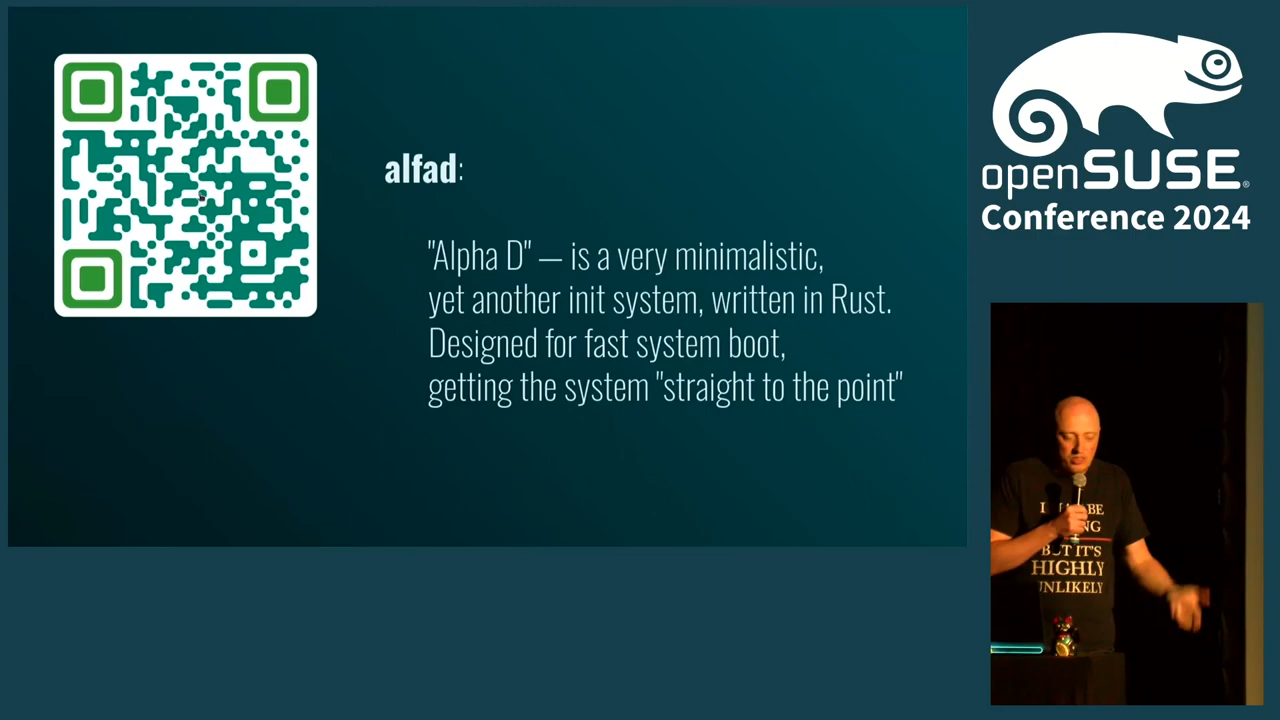 alfad:
"Alpha D" — is a very minimalistic,
yet another init system, written in Rust.
Designed for fast system boot,
getting the system "straight to the point"
openSUSE®
Conference 2024
BUT IT'S
HIGHLY
UNLIKELY